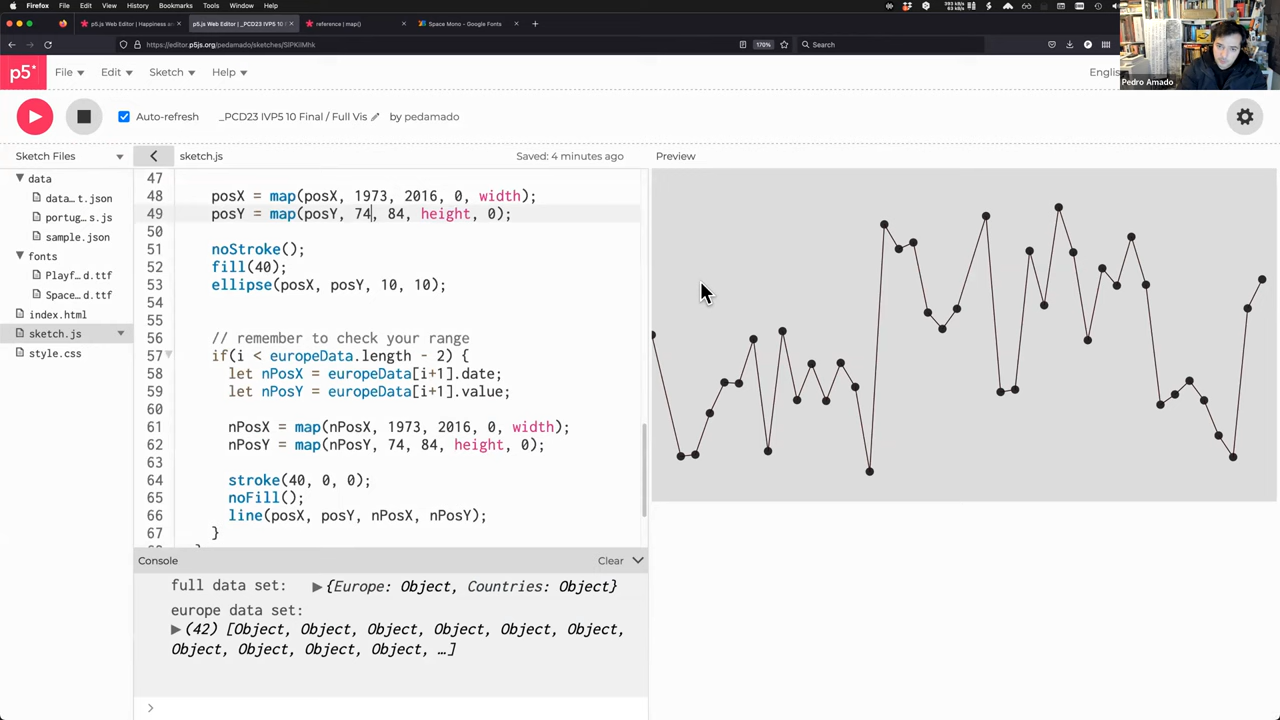 Firefox File Edit View History Bookmarks Tools Window Help
p5.js Web Editor | Happiness an
p5.js Web Editor | _PCD23 IVP5 10
reference | map()
Space Mono - Google Fonts
https://editor.p5js.org/pedamado/sketches/SlPKilMhk
170%
Search
Pedro Amado
p5*
File
Edit
Sketch
Help
Englis
Auto-refresh
_PCD23 IVP5 10 Final / Full Vis
by pedamado
Sketch Files
sketch.js
Saved: 4 minutes ago
Preview
data
data…t.json
portug…s.js
sample.json
fonts
Playf…d.ttf
Space…d.ttf
index.html
sketch.js
style.css
47
48 posX = map(posX, 1973, 2016, 0, width);
49 posY = map(posY, 74, 84, height, 0);
50
51 noStroke();
52 fill(40);
53 ellipse(posX, posY, 10, 10);
54
55
56 // remember to check your range
57 if(i < europeData.length - 2) {
58 let nPosX = europeData[i+1].date;
59 let nPosY = europeData[i+1].value;
60
61 nPosX = map(nPosX, 1973, 2016, 0, width);
62 nPosY = map(nPosY, 74, 84, height, 0);
63
64 stroke(40, 0, 0);
65 noFill();
66 line(posX, posY, nPosX, nPosY);
67 }
Console
Clear
full data set: ▶{Europe: Object, Countries: Object}
europe data set:
▶(42) [Object, Object, Object, Object, Object, Object,
Object, Object, Object, Object, …]
>